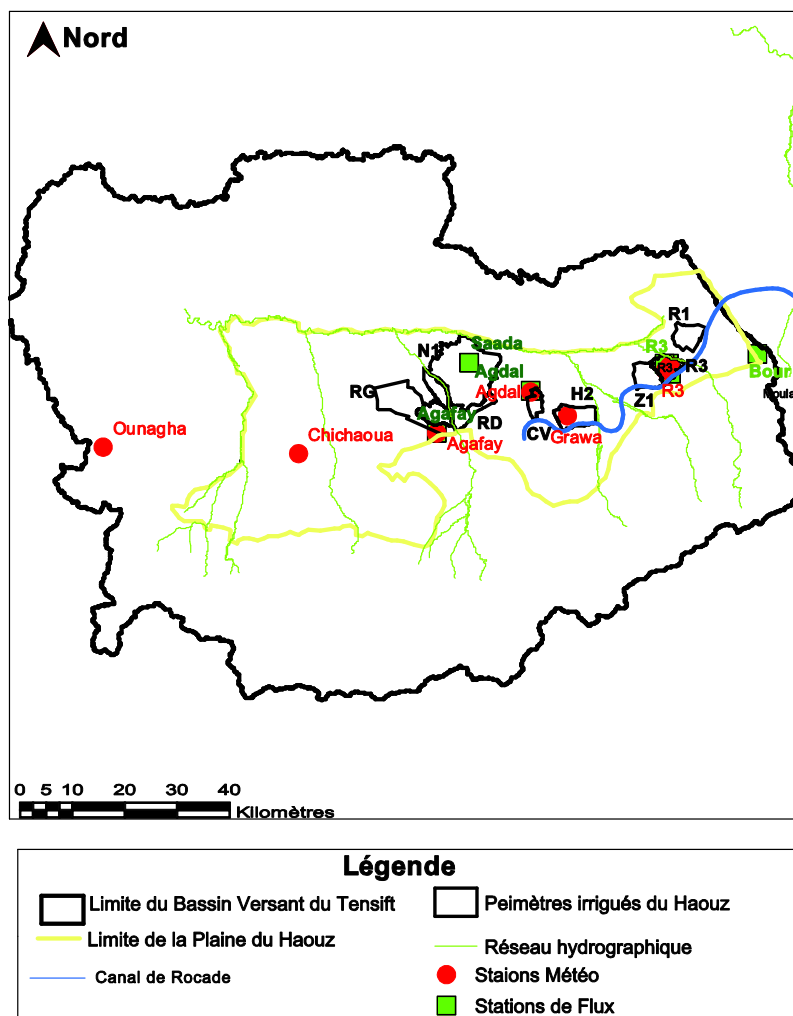 Nord
R1
R3
R3
R3
Bour
Moula
Z1
R3
N1
Saada
Agdal
Agdal
RG
H2
Agafay
RD
CV
Grawa
Agafay
Ounagha
Chichaoua
0 5 10 20 30 40
Kilomètres
Légende
Limite du Bassin Versant du Tensift
Peimètres irrigués du Haouz
Limite de la Plaine du Haouz
Réseau hydrographique
Canal de Rocade
Staions Météo
Stations de Flux